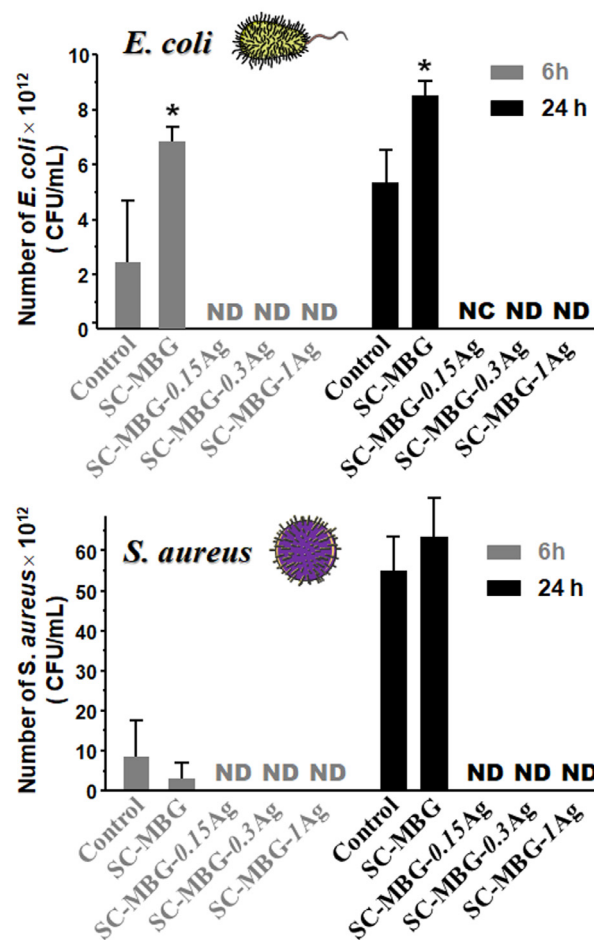 E. coli
Number of E. coli × 10¹²
( CFU/mL)
10
8
6
4
2
0
*
*
6h
24 h
ND ND ND
NC ND ND
Control
SC-MBG
SC-MBG-0.15Ag
SC-MBG-0.3Ag
SC-MBG-1Ag
Control
SC-MBG
SC-MBG-0.15Ag
SC-MBG-0.3Ag
SC-MBG-1Ag
S. aureus
Number of S. aureus × 10¹²
( CFU/mL)
60
50
40
30
20
10
0
6h
24 h
ND ND ND
ND ND ND
Control
SC-MBG
SC-MBG-0.15Ag
SC-MBG-0.3Ag
SC-MBG-1Ag
Control
SC-MBG
SC-MBG-0.15Ag
SC-MBG-0.3Ag
SC-MBG-1Ag